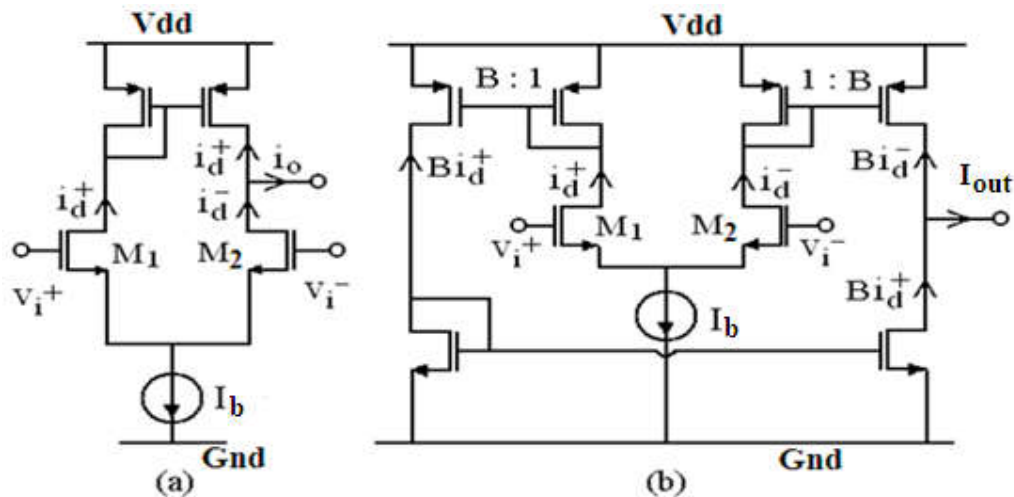 Vdd
i_d^+
i_o
i_d^+
i_d^-
M1
M2
v_i^+
v_i^-
I_b
Gnd
(a)
Vdd
B : 1
1 : B
Bi_d^+
i_d^+
i_d^-
Bi_d^-
I_out
v_i^+
M1
M2
v_i^-
Bi_d^+
I_b
Gnd
(b)